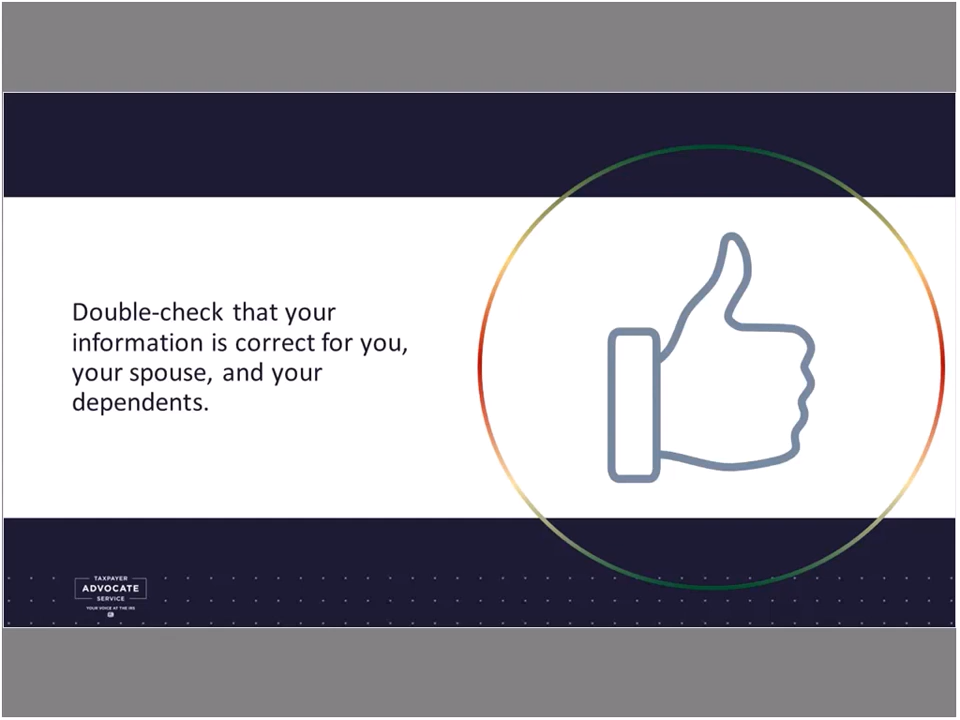 Double-check that your
information is correct for you,
your spouse, and your
dependents.
TAXPAYER
ADVOCATE
SERVICE
YOUR VOICE AT THE IRS